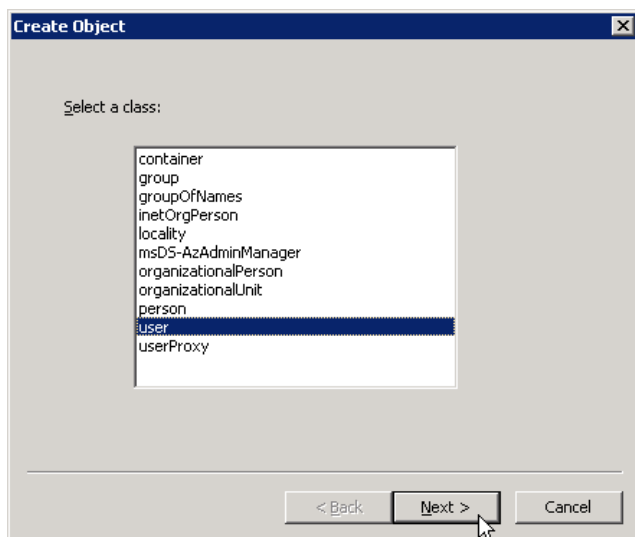 Create Object
Select a class:
container
group
groupOfNames
inetOrgPerson
locality
msDS-AzAdminManager
organizationalPerson
organizationalUnit
person
user
userProxy
< Back Next > Cancel